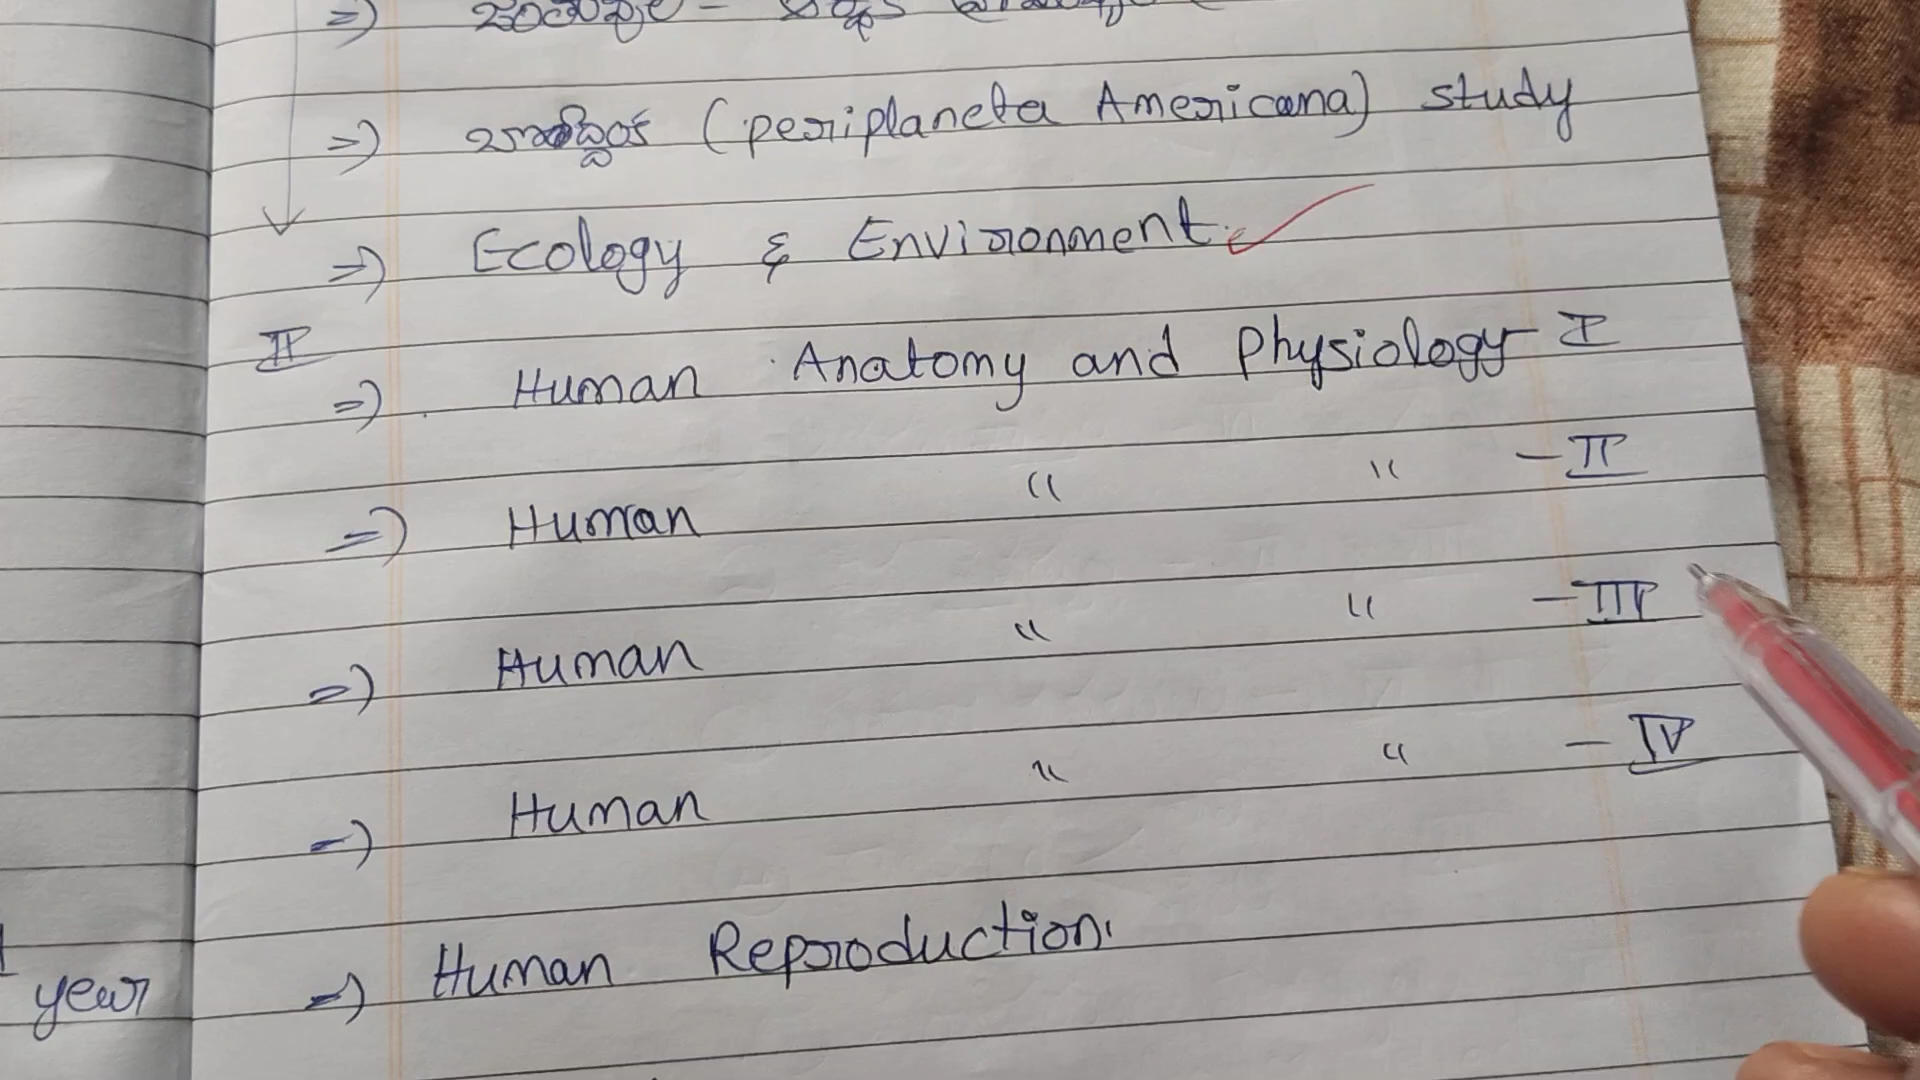 =>
=> బొద్దింక (periplaneta Americana) study
=> Ecology & Environment.
II
=> Human Anatomy and Physiology - I
=> Human " " - II
=> Human " " - III
=> Human " " - IV
year => Human Reproduction.